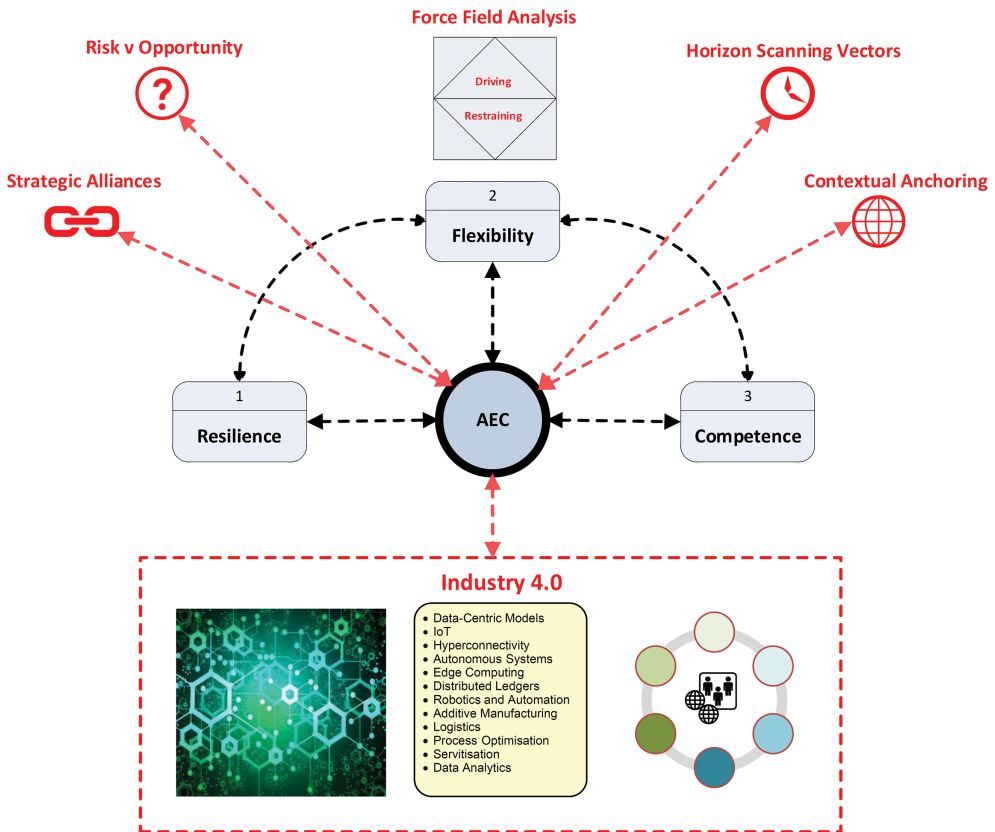 Force Field Analysis
Risk v Opportunity
Horizon Scanning Vectors
?
Driving
Restraining
Strategic Alliances
Contextual Anchoring
2
Flexibility
1
Resilience
AEC
3
Competence
Industry 4.0
• Data-Centric Models
• IoT
• Hyperconnectivity
• Autonomous Systems
• Edge Computing
• Distributed Ledgers
• Robotics and Automation
• Additive Manufacturing
• Logistics
• Process Optimisation
• Servitisation
• Data Analytics